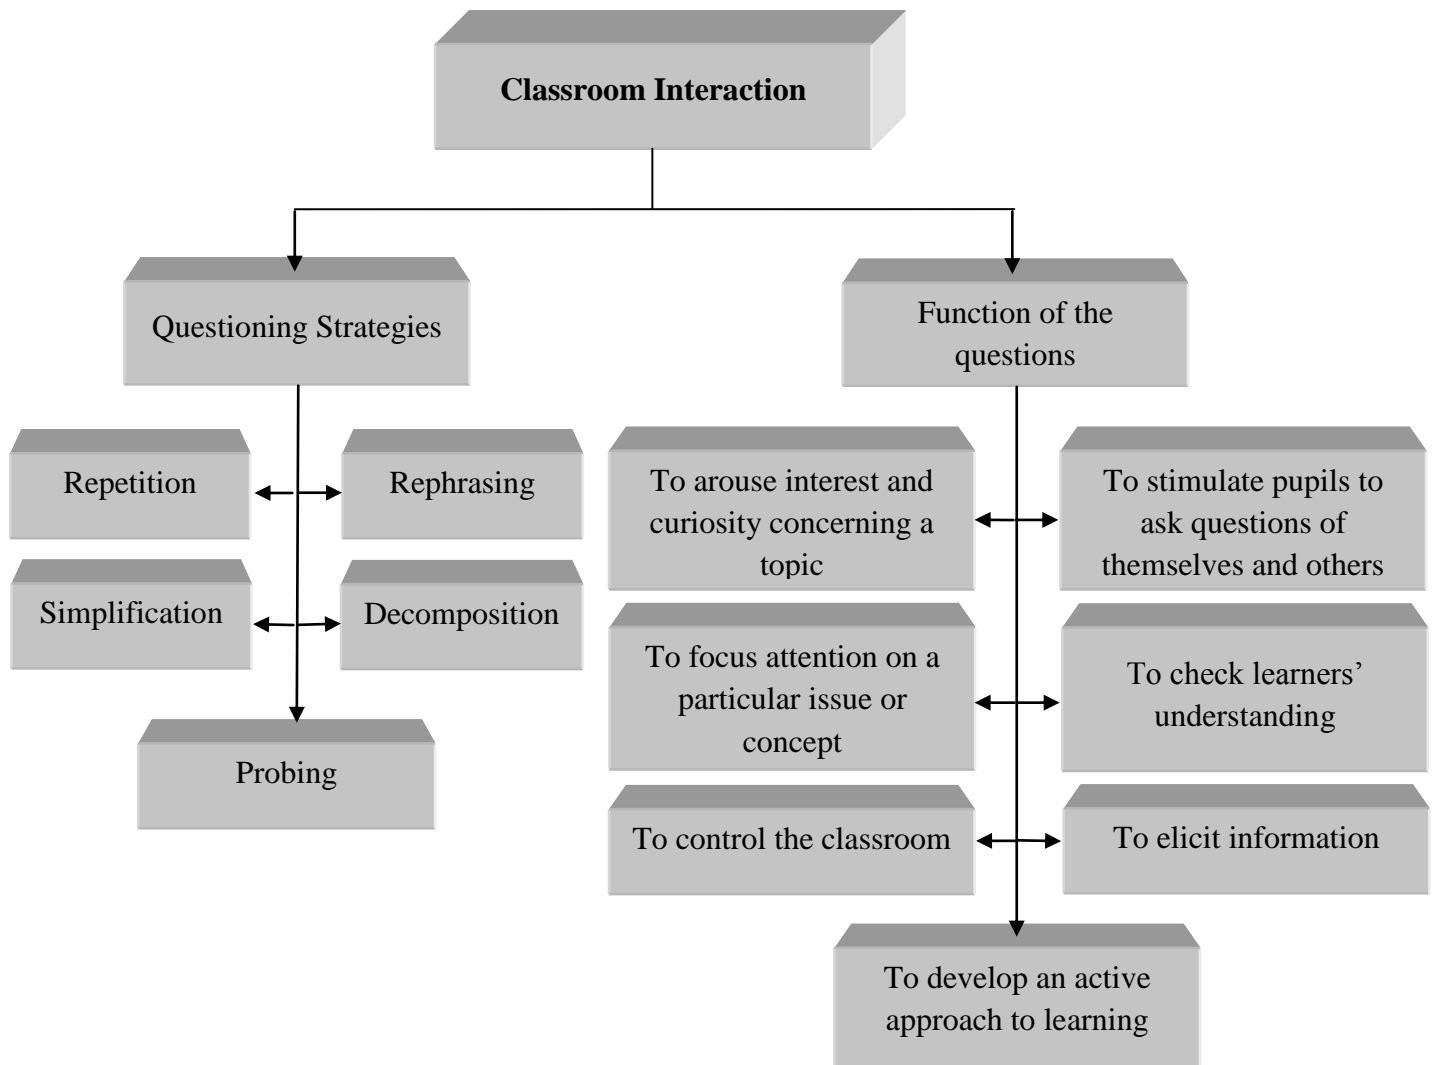 Classroom Interaction
Questioning Strategies
Function of the
questions
Repetition
Rephrasing
Simplification
Decomposition
Probing
To arouse interest and
curiosity concerning a
topic
To stimulate pupils to
ask questions of
themselves and others
To focus attention on a
particular issue or
concept
To check learners’
understanding
To control the classroom
To elicit information
To develop an active
approach to learning